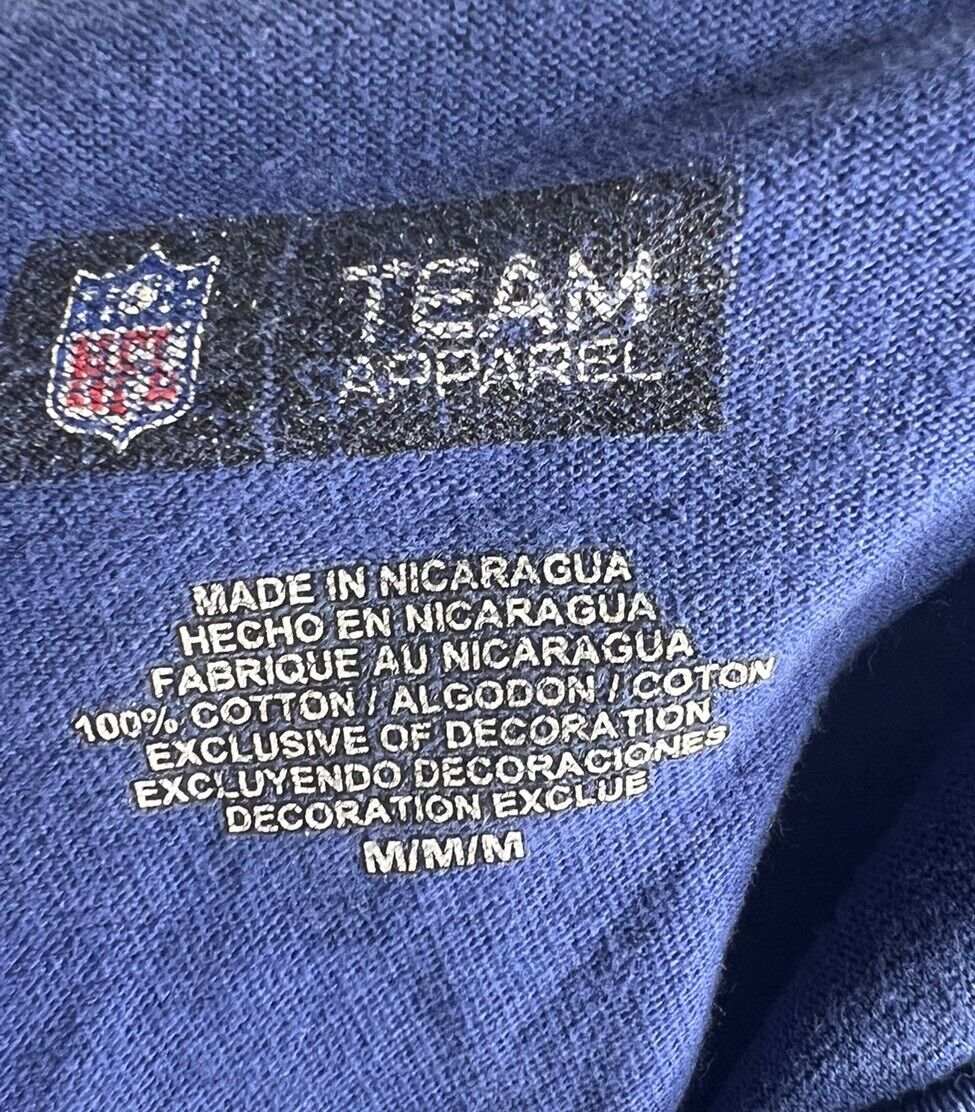 NFL
TEAM
APPAREL
MADE IN NICARAGUA
HECHO EN NICARAGUA
FABRIQUE AU NICARAGUA
100% COTTON / ALGODON / COTON
EXCLUSIVE OF DECORATION
EXCLUYENDO DECORACIONES
DECORATION EXCLUE
M/M/M